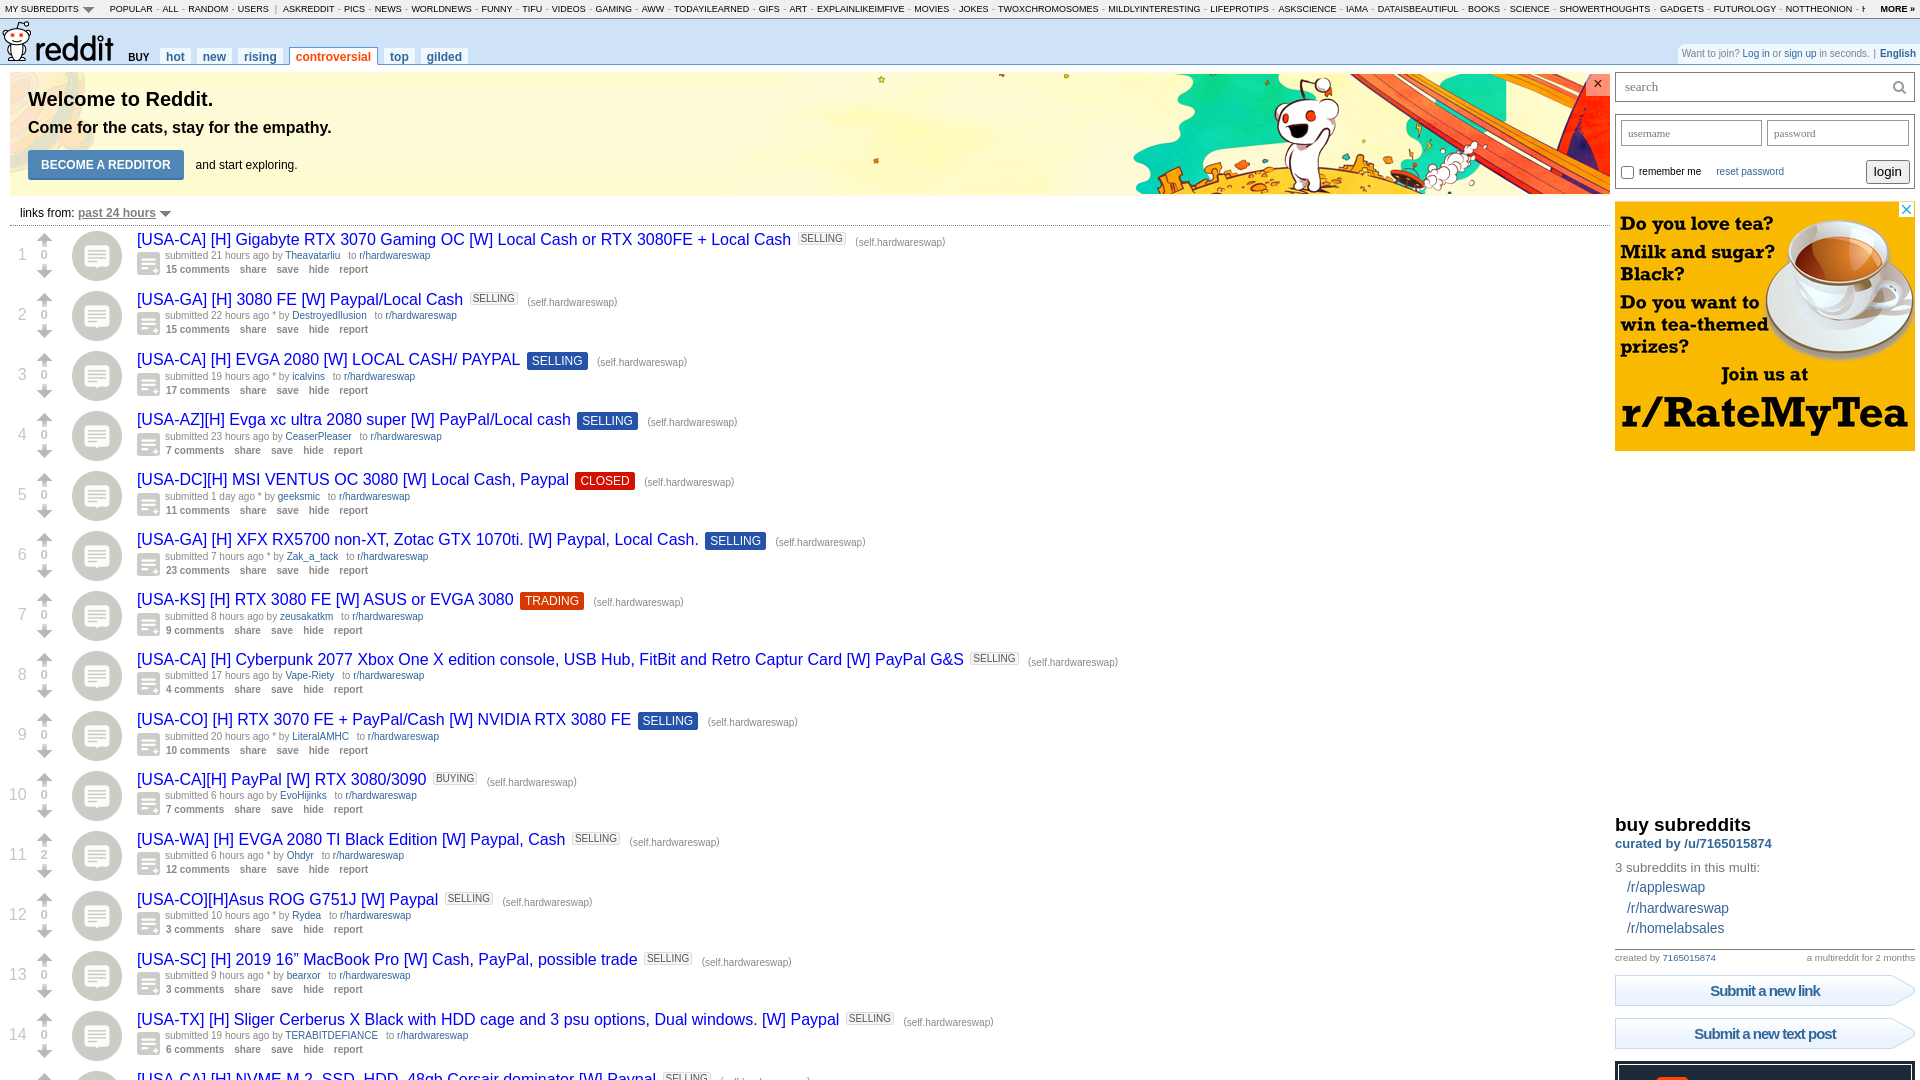 MY SUBREDDITS POPULAR - ALL - RANDOM - USERS | ASKREDDIT - PICS - NEWS - WORLDNEWS - FUNNY - TIFU - VIDEOS - GAMING - AWW - TODAYILEARNED - GIFS - ART - EXPLAINLIKEIMFIVE - MOVIES - JOKES - TWOXCHROMOSOMES - MILDLYINTERESTING - LIFEPROTIPS - ASKSCIENCE - IAMA - DATAISBEAUTIFUL - BOOKS - SCIENCE - SHOWERTHOUGHTS - GADGETS - FUTUROLOGY - NOTTHEONION - MORE »
reddit BUY hot new rising controversial top gilded
Want to join? Log in or sign up in seconds. | English
Welcome to Reddit.
Come for the cats, stay for the empathy.
BECOME A REDDITOR and start exploring.
×
search
username password
remember me reset password login
links from: past 24 hours
1 0 [USA-CA] [H] Gigabyte RTX 3070 Gaming OC [W] Local Cash or RTX 3080FE + Local Cash SELLING (self.hardwareswap)
submitted 21 hours ago by Theavatarliu to r/hardwareswap
15 comments share save hide report
2 0 [USA-GA] [H] 3080 FE [W] Paypal/Local Cash SELLING (self.hardwareswap)
submitted 22 hours ago * by DestroyedIlusion to r/hardwareswap
15 comments share save hide report
3 0 [USA-CA] [H] EVGA 2080 [W] LOCAL CASH/ PAYPAL SELLING (self.hardwareswap)
submitted 19 hours ago * by icalvins to r/hardwareswap
17 comments share save hide report
4 0 [USA-AZ][H] Evga xc ultra 2080 super [W] PayPal/Local cash SELLING (self.hardwareswap)
submitted 23 hours ago by CeaserPleaser to r/hardwareswap
7 comments share save hide report
5 0 [USA-DC][H] MSI VENTUS OC 3080 [W] Local Cash, Paypal CLOSED (self.hardwareswap)
submitted 1 day ago * by geeksmic to r/hardwareswap
11 comments share save hide report
6 0 [USA-GA] [H] XFX RX5700 non-XT, Zotac GTX 1070ti. [W] Paypal, Local Cash. SELLING (self.hardwareswap)
submitted 7 hours ago * by Zak_a_tack to r/hardwareswap
23 comments share save hide report
7 0 [USA-KS] [H] RTX 3080 FE [W] ASUS or EVGA 3080 TRADING (self.hardwareswap)
submitted 8 hours ago by zeusakatkm to r/hardwareswap
9 comments share save hide report
8 0 [USA-CA] [H] Cyberpunk 2077 Xbox One X edition console, USB Hub, FitBit and Retro Captur Card [W] PayPal G&S SELLING (self.hardwareswap)
submitted 17 hours ago by Vape-Riety to r/hardwareswap
4 comments share save hide report
9 0 [USA-CO] [H] RTX 3070 FE + PayPal/Cash [W] NVIDIA RTX 3080 FE SELLING (self.hardwareswap)
submitted 20 hours ago * by LiteralAMHC to r/hardwareswap
10 comments share save hide report
10 0 [USA-CA][H] PayPal [W] RTX 3080/3090 BUYING (self.hardwareswap)
submitted 6 hours ago by EvoHijinks to r/hardwareswap
7 comments share save hide report
11 2 [USA-WA] [H] EVGA 2080 TI Black Edition [W] Paypal, Cash SELLING (self.hardwareswap)
submitted 6 hours ago * by Ohdyr to r/hardwareswap
12 comments share save hide report
12 0 [USA-CO][H]Asus ROG G751J [W] Paypal SELLING (self.hardwareswap)
submitted 10 hours ago * by Rydea to r/hardwareswap
3 comments share save hide report
13 0 [USA-SC] [H] 2019 16” MacBook Pro [W] Cash, PayPal, possible trade SELLING (self.hardwareswap)
submitted 9 hours ago * by bearxor to r/hardwareswap
3 comments share save hide report
14 0 [USA-TX] [H] Sliger Cerberus X Black with HDD cage and 3 psu options, Dual windows. [W] Paypal SELLING (self.hardwareswap)
submitted 19 hours ago by TERABITDEFIANCE to r/hardwareswap
6 comments share save hide report
[USA-CA] [H] NVME M.2, SSD, HDD, 48gb Corsair dominator [W] Paypal SELLING
Do you love tea?
Milk and sugar?
Black?
Do you want to
win tea-themed
prizes?
Join us at
r/RateMyTea
buy subreddits
curated by /u/7165015874
3 subreddits in this multi:
/r/appleswap
/r/hardwareswap
/r/homelabsales
created by 7165015874 a multireddit for 2 months
Submit a new link
Submit a new text post